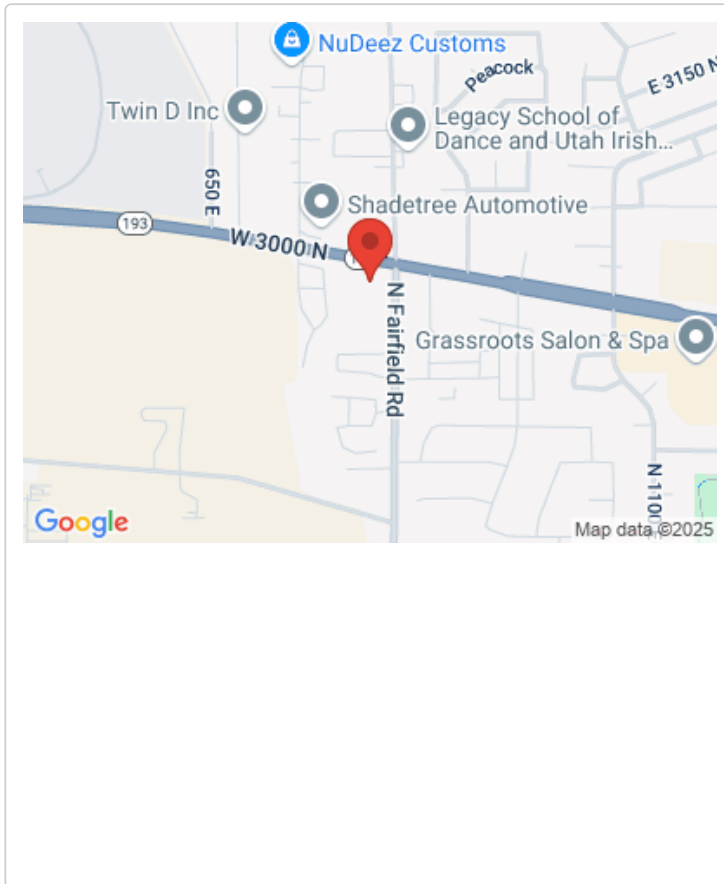 NuDeez Customs
Peacock
E 3150 N
Twin D Inc
Legacy School of
Dance and Utah Irish...
650 E
Shadetree Automotive
193
W 3000 N
N Fairfield Rd
Grassroots Salon & Spa
N 1100
Google
Map data ©2025